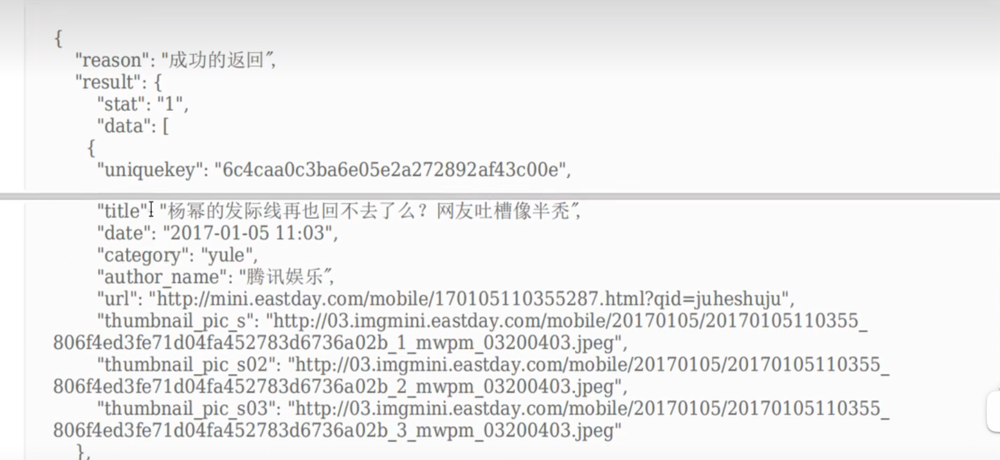 {
"reason": "成功的返回",
"result": {
"stat": "1",
"data": [
{
"uniquekey": "6c4caa0c3ba6e05e2a272892af43c00e",
"title": "杨幂的发际线再也回不去了么？网友吐槽像半秃",
"date": "2017-01-05 11:03",
"category": "yule",
"author_name": "腾讯娱乐",
"url": "http://mini.eastday.com/mobile/170105110355287.html?qid=juheshuju",
"thumbnail_pic_s": "http://03.imgmini.eastday.com/mobile/20170105/20170105110355_
806f4ed3fe71d04fa452783d6736a02b_1_mwpm_03200403.jpeg",
"thumbnail_pic_s02": "http://03.imgmini.eastday.com/mobile/20170105/20170105110355_
806f4ed3fe71d04fa452783d6736a02b_2_mwpm_03200403.jpeg",
"thumbnail_pic_s03": "http://03.imgmini.eastday.com/mobile/20170105/20170105110355_
806f4ed3fe71d04fa452783d6736a02b_3_mwpm_03200403.jpeg"
},